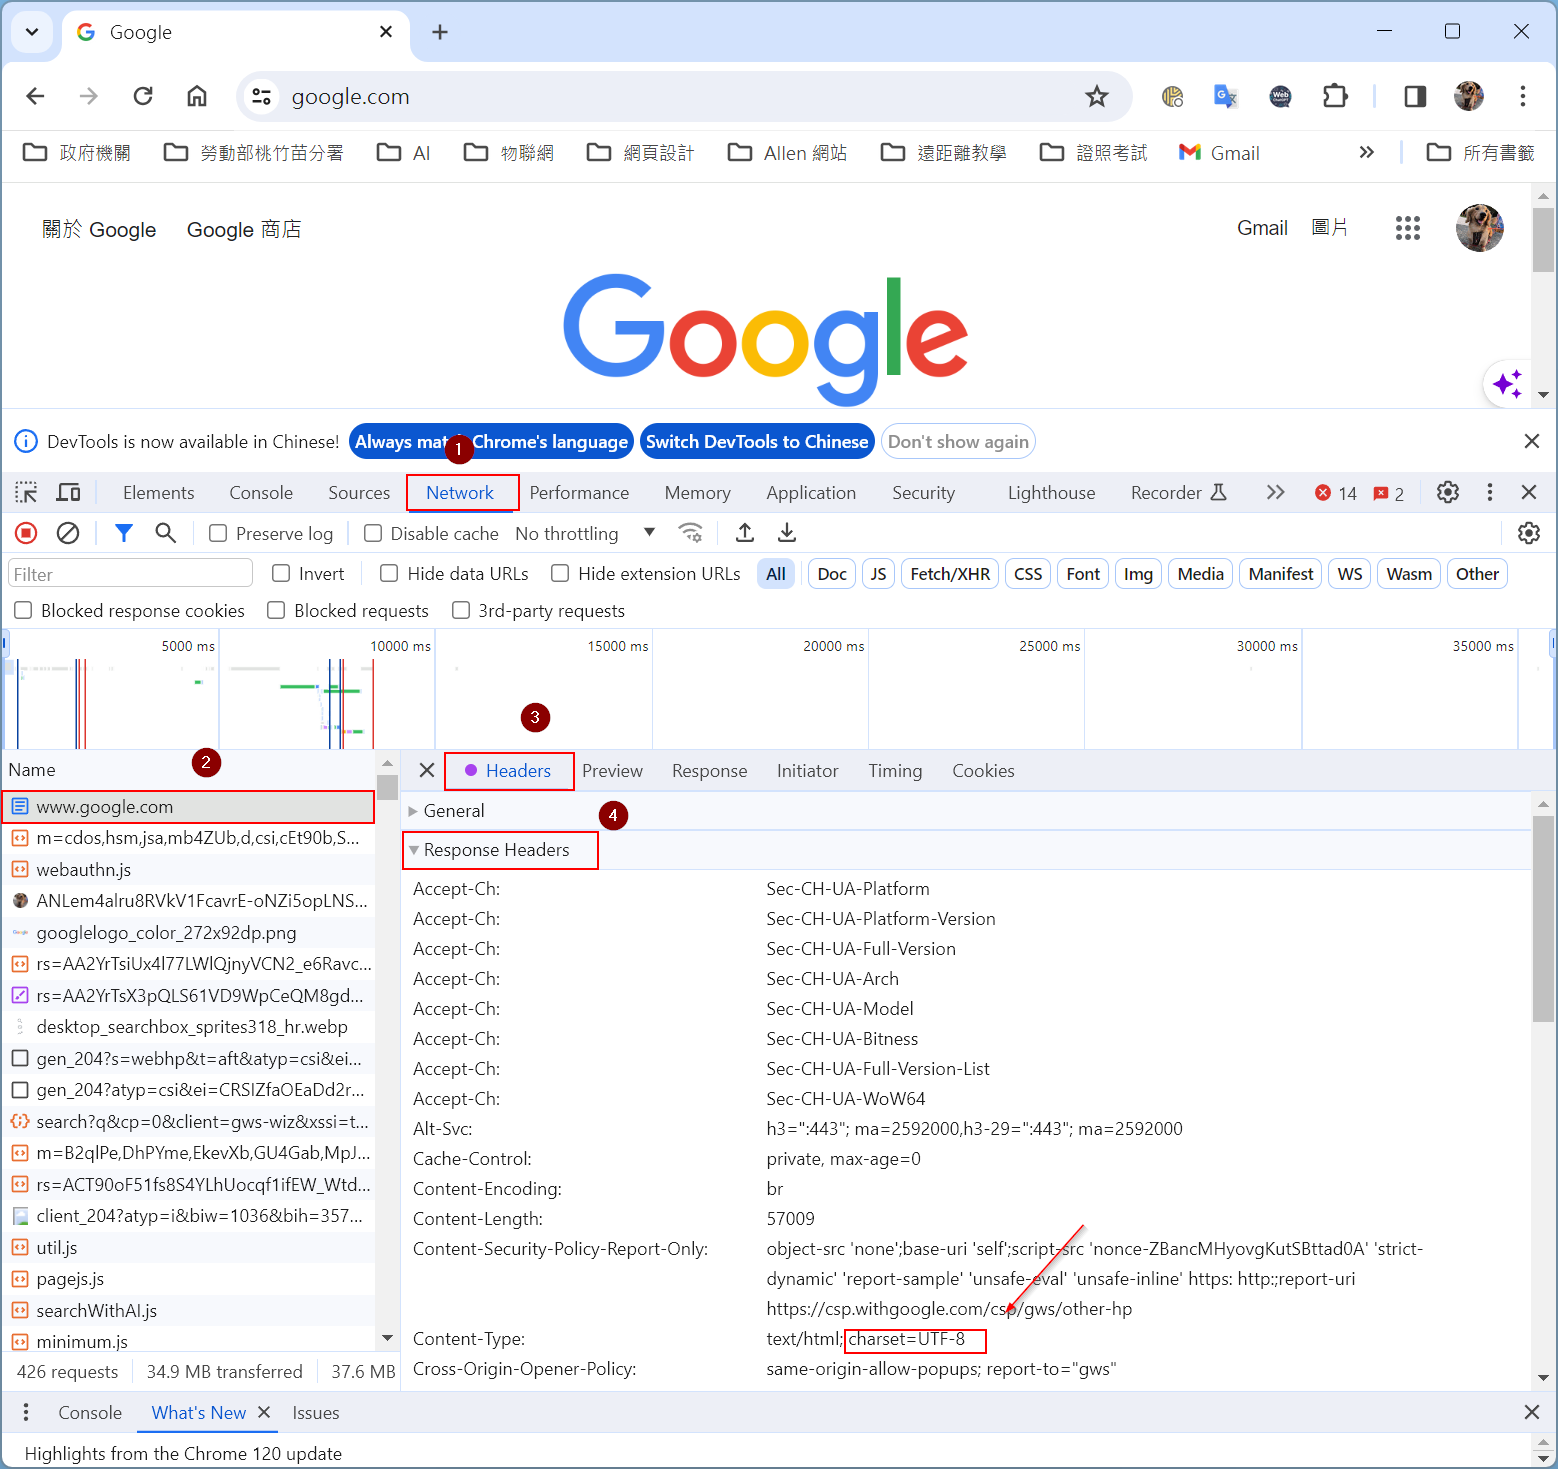 Google
google.com
政府機關 勞動部桃竹苗分署 AI 物聯網 網頁設計 Allen 網站 遠距離教學 證照考試 Gmail 所有書籤
關於 Google Google 商店 Gmail 圖片
Google
DevTools is now available in Chinese! Always mat Chrome's language Switch DevTools to Chinese Don't show again
1
Elements Console Sources Network Performance Memory Application Security Lighthouse Recorder 14 2
Preserve log Disable cache No throttling
Filter Invert Hide data URLs Hide extension URLs All Doc JS Fetch/XHR CSS Font Img Media Manifest WS Wasm Other
Blocked response cookies Blocked requests 3rd-party requests
5000 ms 10000 ms 15000 ms 20000 ms 25000 ms 30000 ms 35000 ms
3
2
Name
www.google.com
m=cdos,hsm,jsa,mb4ZUb,d,csi,cEt90b,S...
webauthn.js
ANLem4alru8RVkV1FcavrE-oNZi5opLNS...
googlelogo_color_272x92dp.png
rs=AA2YrTsiUx4l77LWlQjnyVCN2_e6Ravc...
rs=AA2YrTsX3pQLS61VD9WpCeQM8gd...
desktop_searchbox_sprites318_hr.webp
gen_204?s=webhp&t=aft&atyp=csi&ei...
gen_204?atyp=csi&ei=CRSIZfaOEaDd2r...
search?q&cp=0&client=gws-wiz&xssi=t...
m=B2qlPe,DhPYme,EkevXb,GU4Gab,MpJ...
rs=ACT90oF51fs8S4YLhUocqf1ifEW_Wtd...
client_204?atyp=i&biw=1036&bih=357...
util.js
pagejs.js
searchWithAI.js
minimum.js
426 requests 34.9 MB transferred 37.6 MB
Headers Preview Response Initiator Timing Cookies
General
4
Response Headers
Accept-Ch: Sec-CH-UA-Platform
Accept-Ch: Sec-CH-UA-Platform-Version
Accept-Ch: Sec-CH-UA-Full-Version
Accept-Ch: Sec-CH-UA-Arch
Accept-Ch: Sec-CH-UA-Model
Accept-Ch: Sec-CH-UA-Bitness
Accept-Ch: Sec-CH-UA-Full-Version-List
Accept-Ch: Sec-CH-UA-WoW64
Alt-Svc: h3=":443"; ma=2592000,h3-29=":443"; ma=2592000
Cache-Control: private, max-age=0
Content-Encoding: br
Content-Length: 57009
Content-Security-Policy-Report-Only: object-src 'none';base-uri 'self';script-src 'nonce-ZBancMHyovgKutSBttad0A' 'strict-
dynamic' 'report-sample' 'unsafe-eval' 'unsafe-inline' https: http:;report-uri
https://csp.withgoogle.com/csp/gws/other-hp
Content-Type: text/html; charset=UTF-8
Cross-Origin-Opener-Policy: same-origin-allow-popups; report-to="gws"
Console What's New Issues
Highlights from the Chrome 120 update